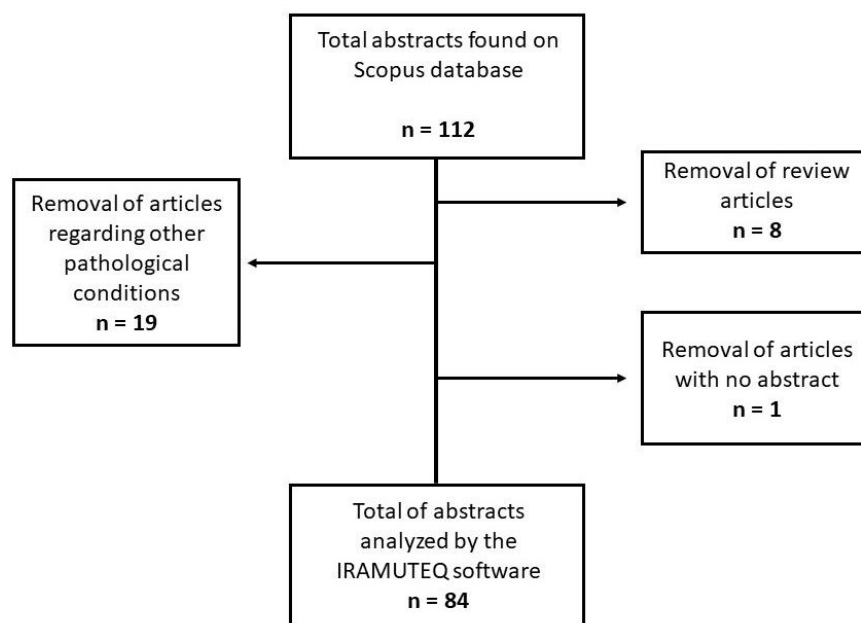 Total abstracts found on
Scopus database
n = 112
Removal of review
articles
n = 8
Removal of articles
regarding other
pathological
conditions
n = 19
Removal of articles
with no abstract
n = 1
Total of abstracts
analyzed by the
IRAMUTEQ software
n = 84